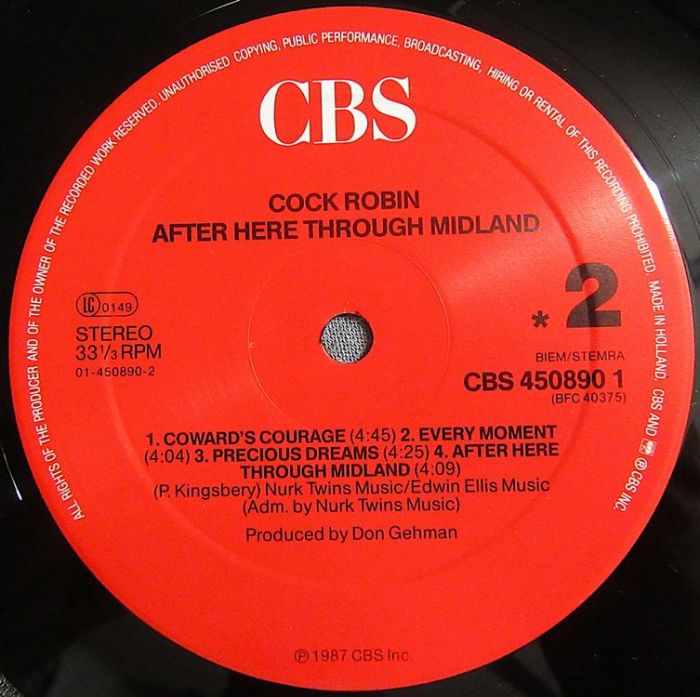 ALL RIGHTS OF THE PRODUCER AND OF THE OWNER OF THE RECORDED WORK RESERVED. UNAUTHORISED COPYING, PUBLIC PERFORMANCE, BROADCASTING, HIRING OR RENTAL OF THIS RECORDING PROHIBITED. MADE IN HOLLAND. CBS AND ℗ CBS INC.
CBS
COCK ROBIN
AFTER HERE THROUGH MIDLAND
LC 0149
STEREO
33 1/3 RPM
01-450890-2
* 2
BIEM/STEMRA
CBS 450890 1
(BFC 40375)
1. COWARD'S COURAGE (4:45) 2. EVERY MOMENT
(4:04) 3. PRECIOUS DREAMS (4:25) 4. AFTER HERE
THROUGH MIDLAND (4:09)
(P. Kingsbery) Nurk Twins Music/Edwin Ellis Music
(Adm. by Nurk Twins Music)
Produced by Don Gehman
℗ 1987 CBS Inc.